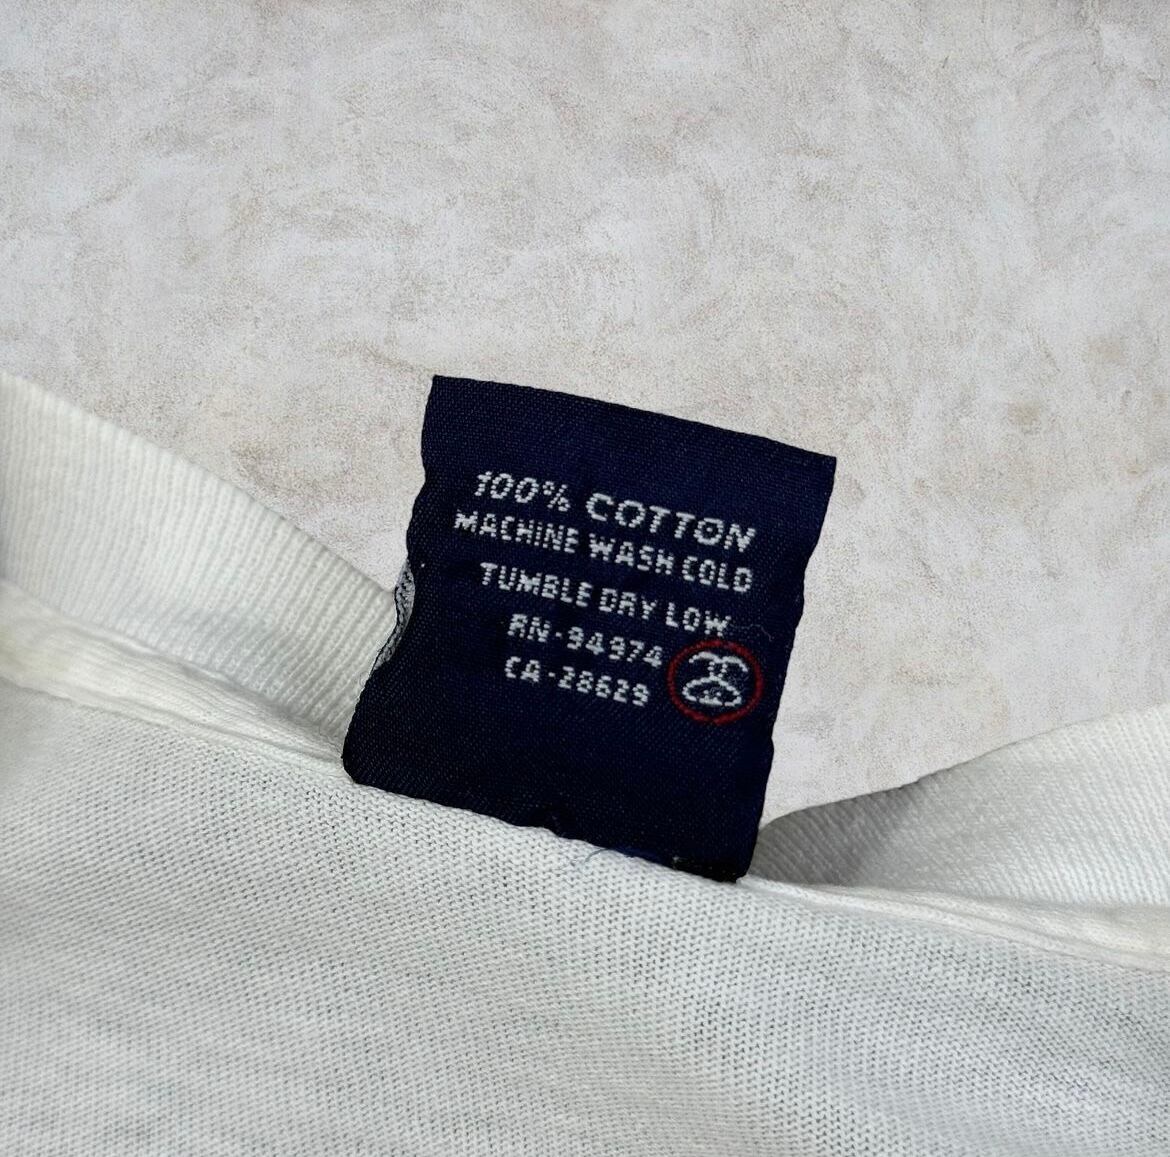 100% COTTON
MACHINE WASH COLD
TUMBLE DRY LOW
RN-94974
CA-28629